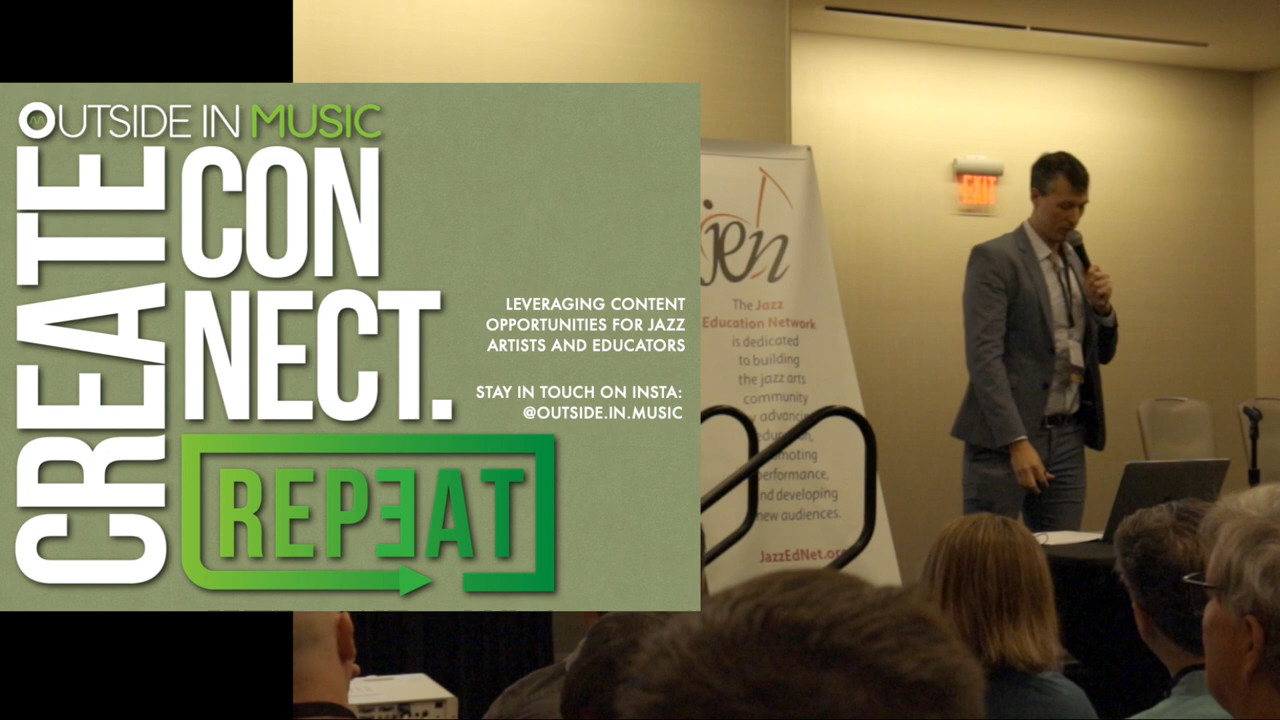 OUTSIDE IN MUSIC
CREATE
CON
NECT.
REPEAT
LEVERAGING CONTENT
OPPORTUNITIES FOR JAZZ
ARTISTS AND EDUCATORS
STAY IN TOUCH ON INSTA:
@OUTSIDE.IN.MUSIC
EXIT
jen
The Jazz
Education Network
is dedicated
to building
the jazz arts
community
performance,
and developing
new audiences.